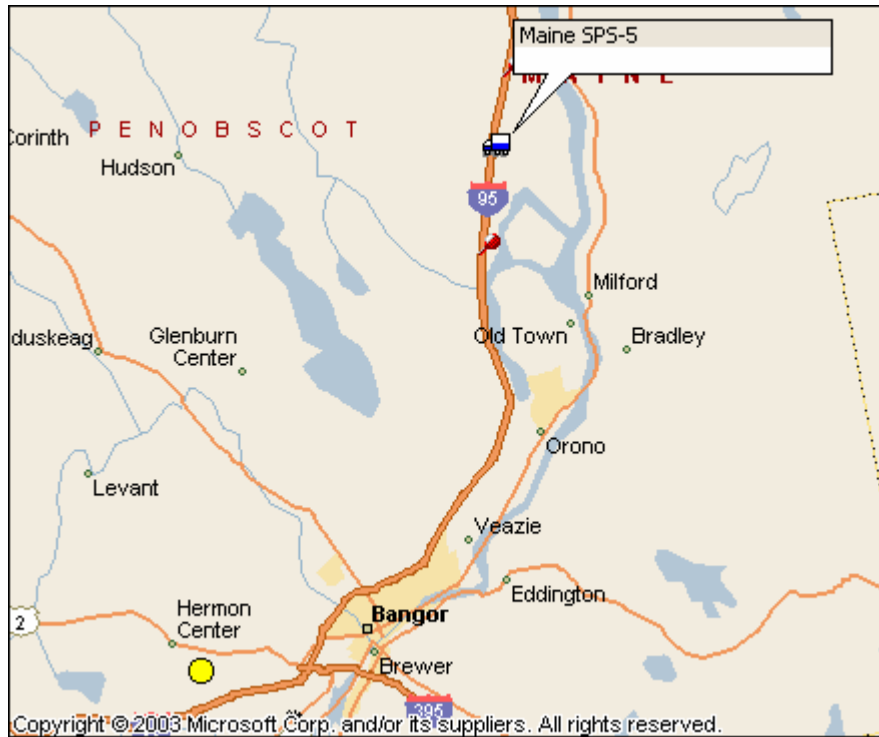 Maine SPS-5
M A I N E
Corinth
P E N O B S C O T
Hudson
95
Milford
duskeag
Glenburn
Center
Old Town
Bradley
Orono
Levant
Veazie
Eddington
2
Hermon
Center
Bangor
Brewer
395
Copyright © 2003 Microsoft Corp. and/or its suppliers. All rights reserved.